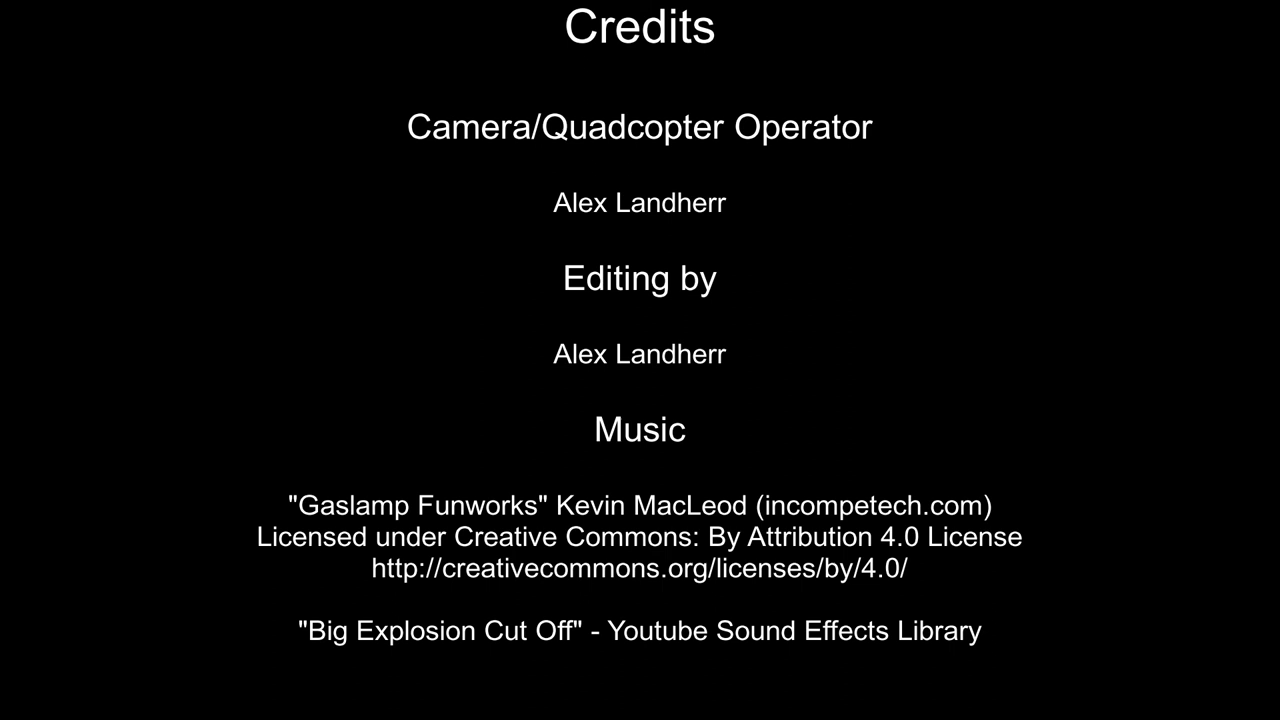 Credits
Camera/Quadcopter Operator
Alex Landherr
Editing by
Alex Landherr
Music
"Gaslamp Funworks" Kevin MacLeod (incompetech.com)
Licensed under Creative Commons: By Attribution 4.0 License
http://creativecommons.org/licenses/by/4.0/
"Big Explosion Cut Off" - Youtube Sound Effects Library